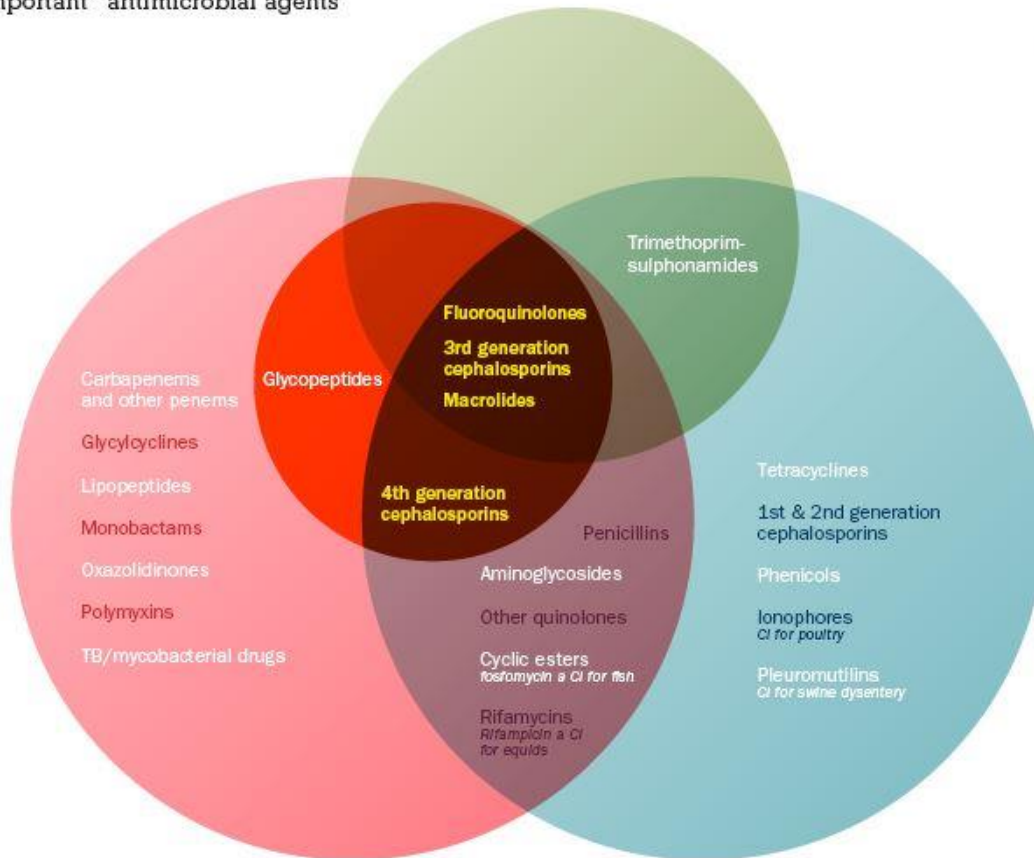 antimicrobial agents
Trimethoprim-
sulphonamides
Fluoroquinolones
3rd generation
cephalosporins
Macrolides
Glycopeptides
Carbapenems
and other penems
Glycylcyclines
Lipopeptides
Monobactams
Oxazolidinones
Polymyxins
TB/mycobacterial drugs
4th generation
cephalosporins
Penicillins
Aminoglycosides
Other quinolones
Cyclic esters
fosfomycin a CI for fish
Rifamycins
Rifampicin a CI
for equids
Tetracyclines
1st & 2nd generation
cephalosporins
Phenicols
Ionophores
CI for poultry
Pleuromutilins
CI for swine dysentery